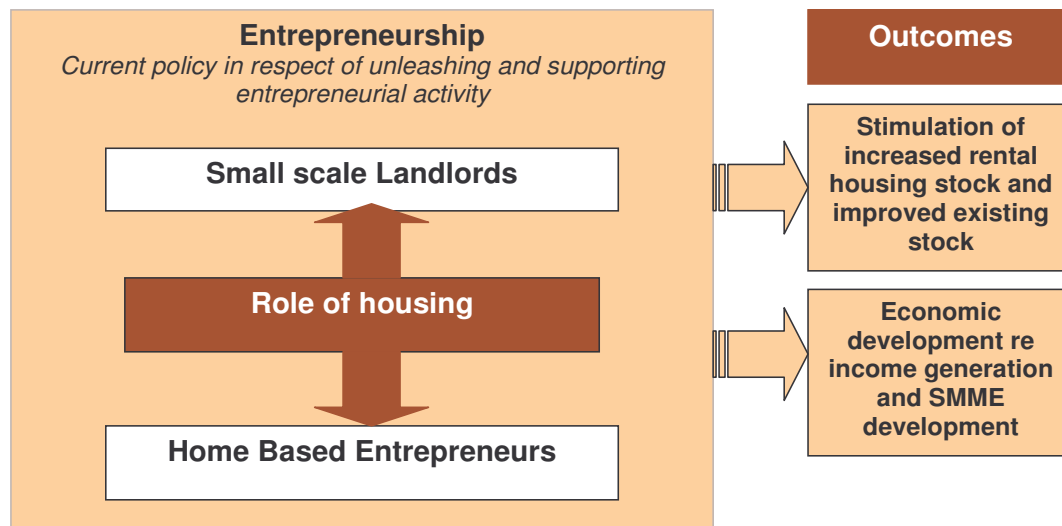 Entrepreneurship
Current policy in respect of unleashing and supporting
entrepreneurial activity
Small scale Landlords
Role of housing
Home Based Entrepreneurs
Outcomes
Stimulation of
increased rental
housing stock and
improved existing
stock
Economic
development re
income generation
and SMME
development